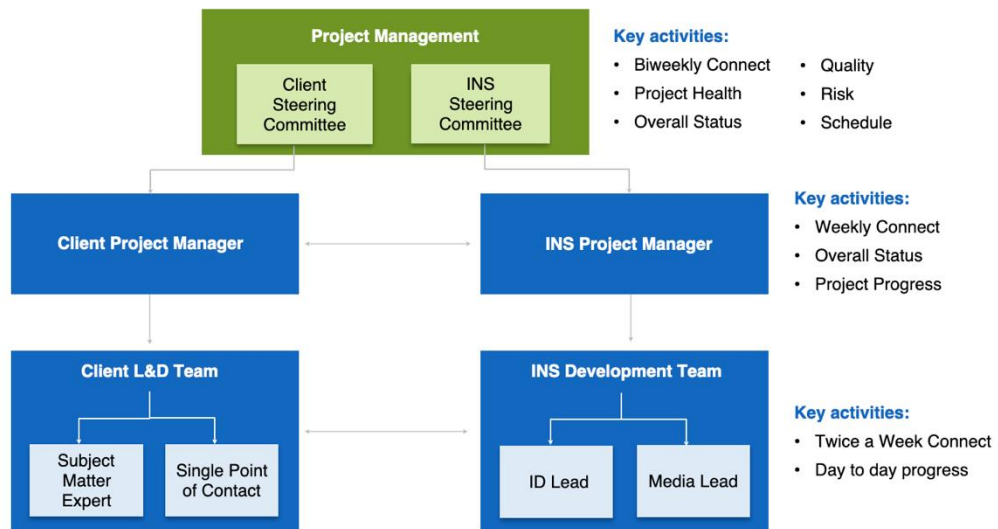 Project Management
Client
Steering
Committee
INS
Steering
Committee
Key activities:
• Biweekly Connect
• Project Health
• Overall Status
• Quality
• Risk
• Schedule
Client Project Manager
INS Project Manager
Key activities:
• Weekly Connect
• Overall Status
• Project Progress
Client L&D Team
Subject
Matter
Expert
Single Point
of Contact
INS Development Team
ID Lead
Media Lead
Key activities:
• Twice a Week Connect
• Day to day progress